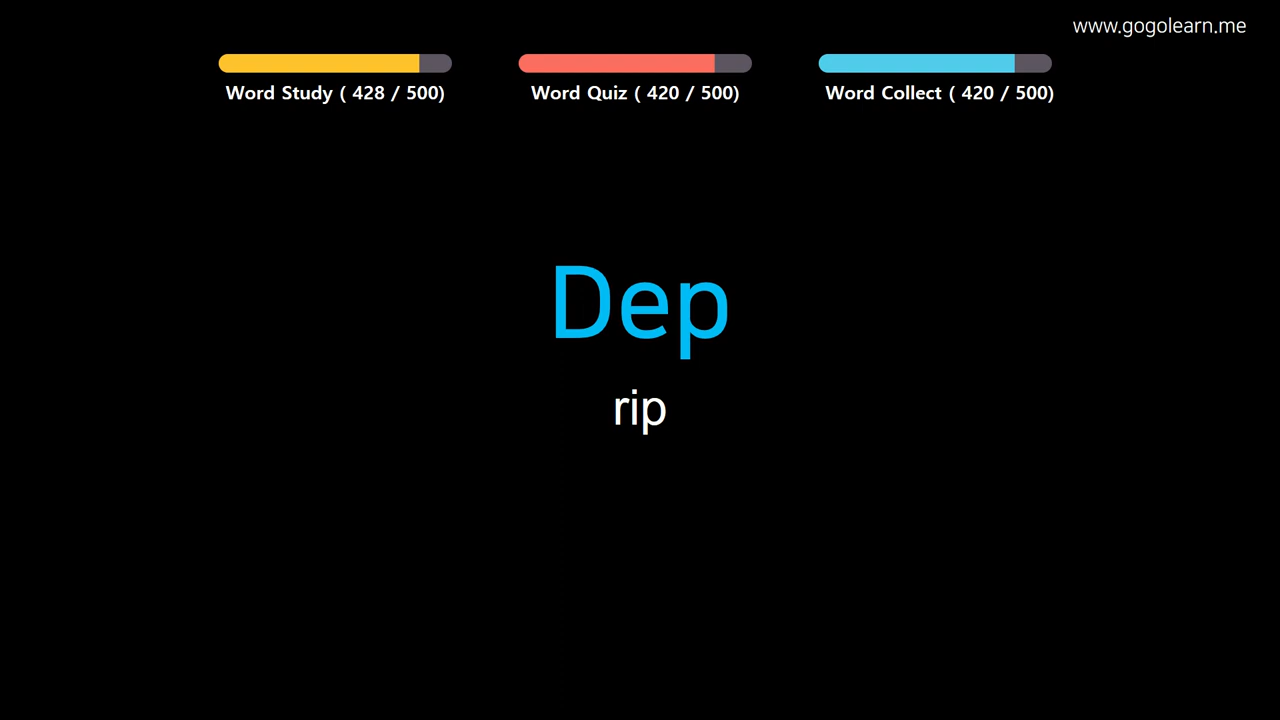 www.gogolearn.me
Word Study ( 428 / 500)
Word Quiz ( 420 / 500)
Word Collect ( 420 / 500)
Dep
rip